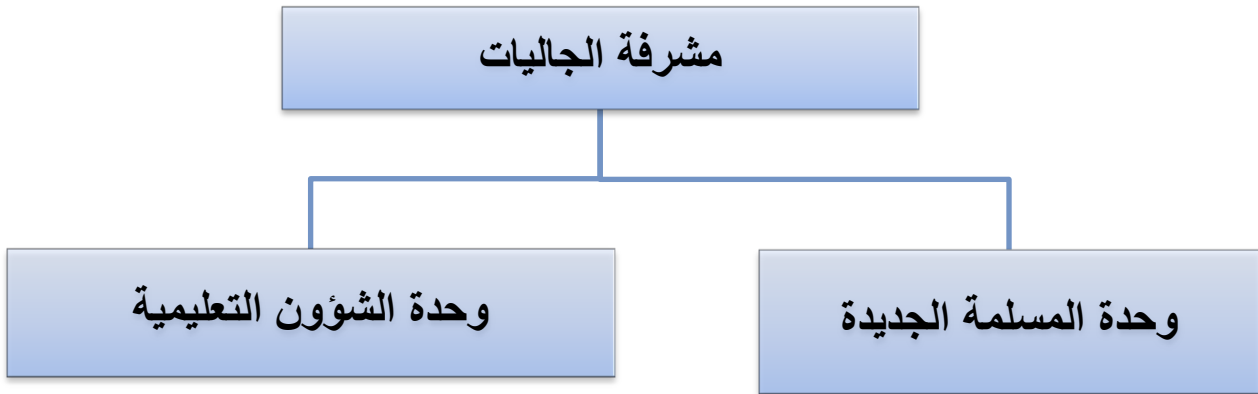 مشرفة الجاليات
وحدة المسلمة الجديدة
وحدة الشؤون التعليمية